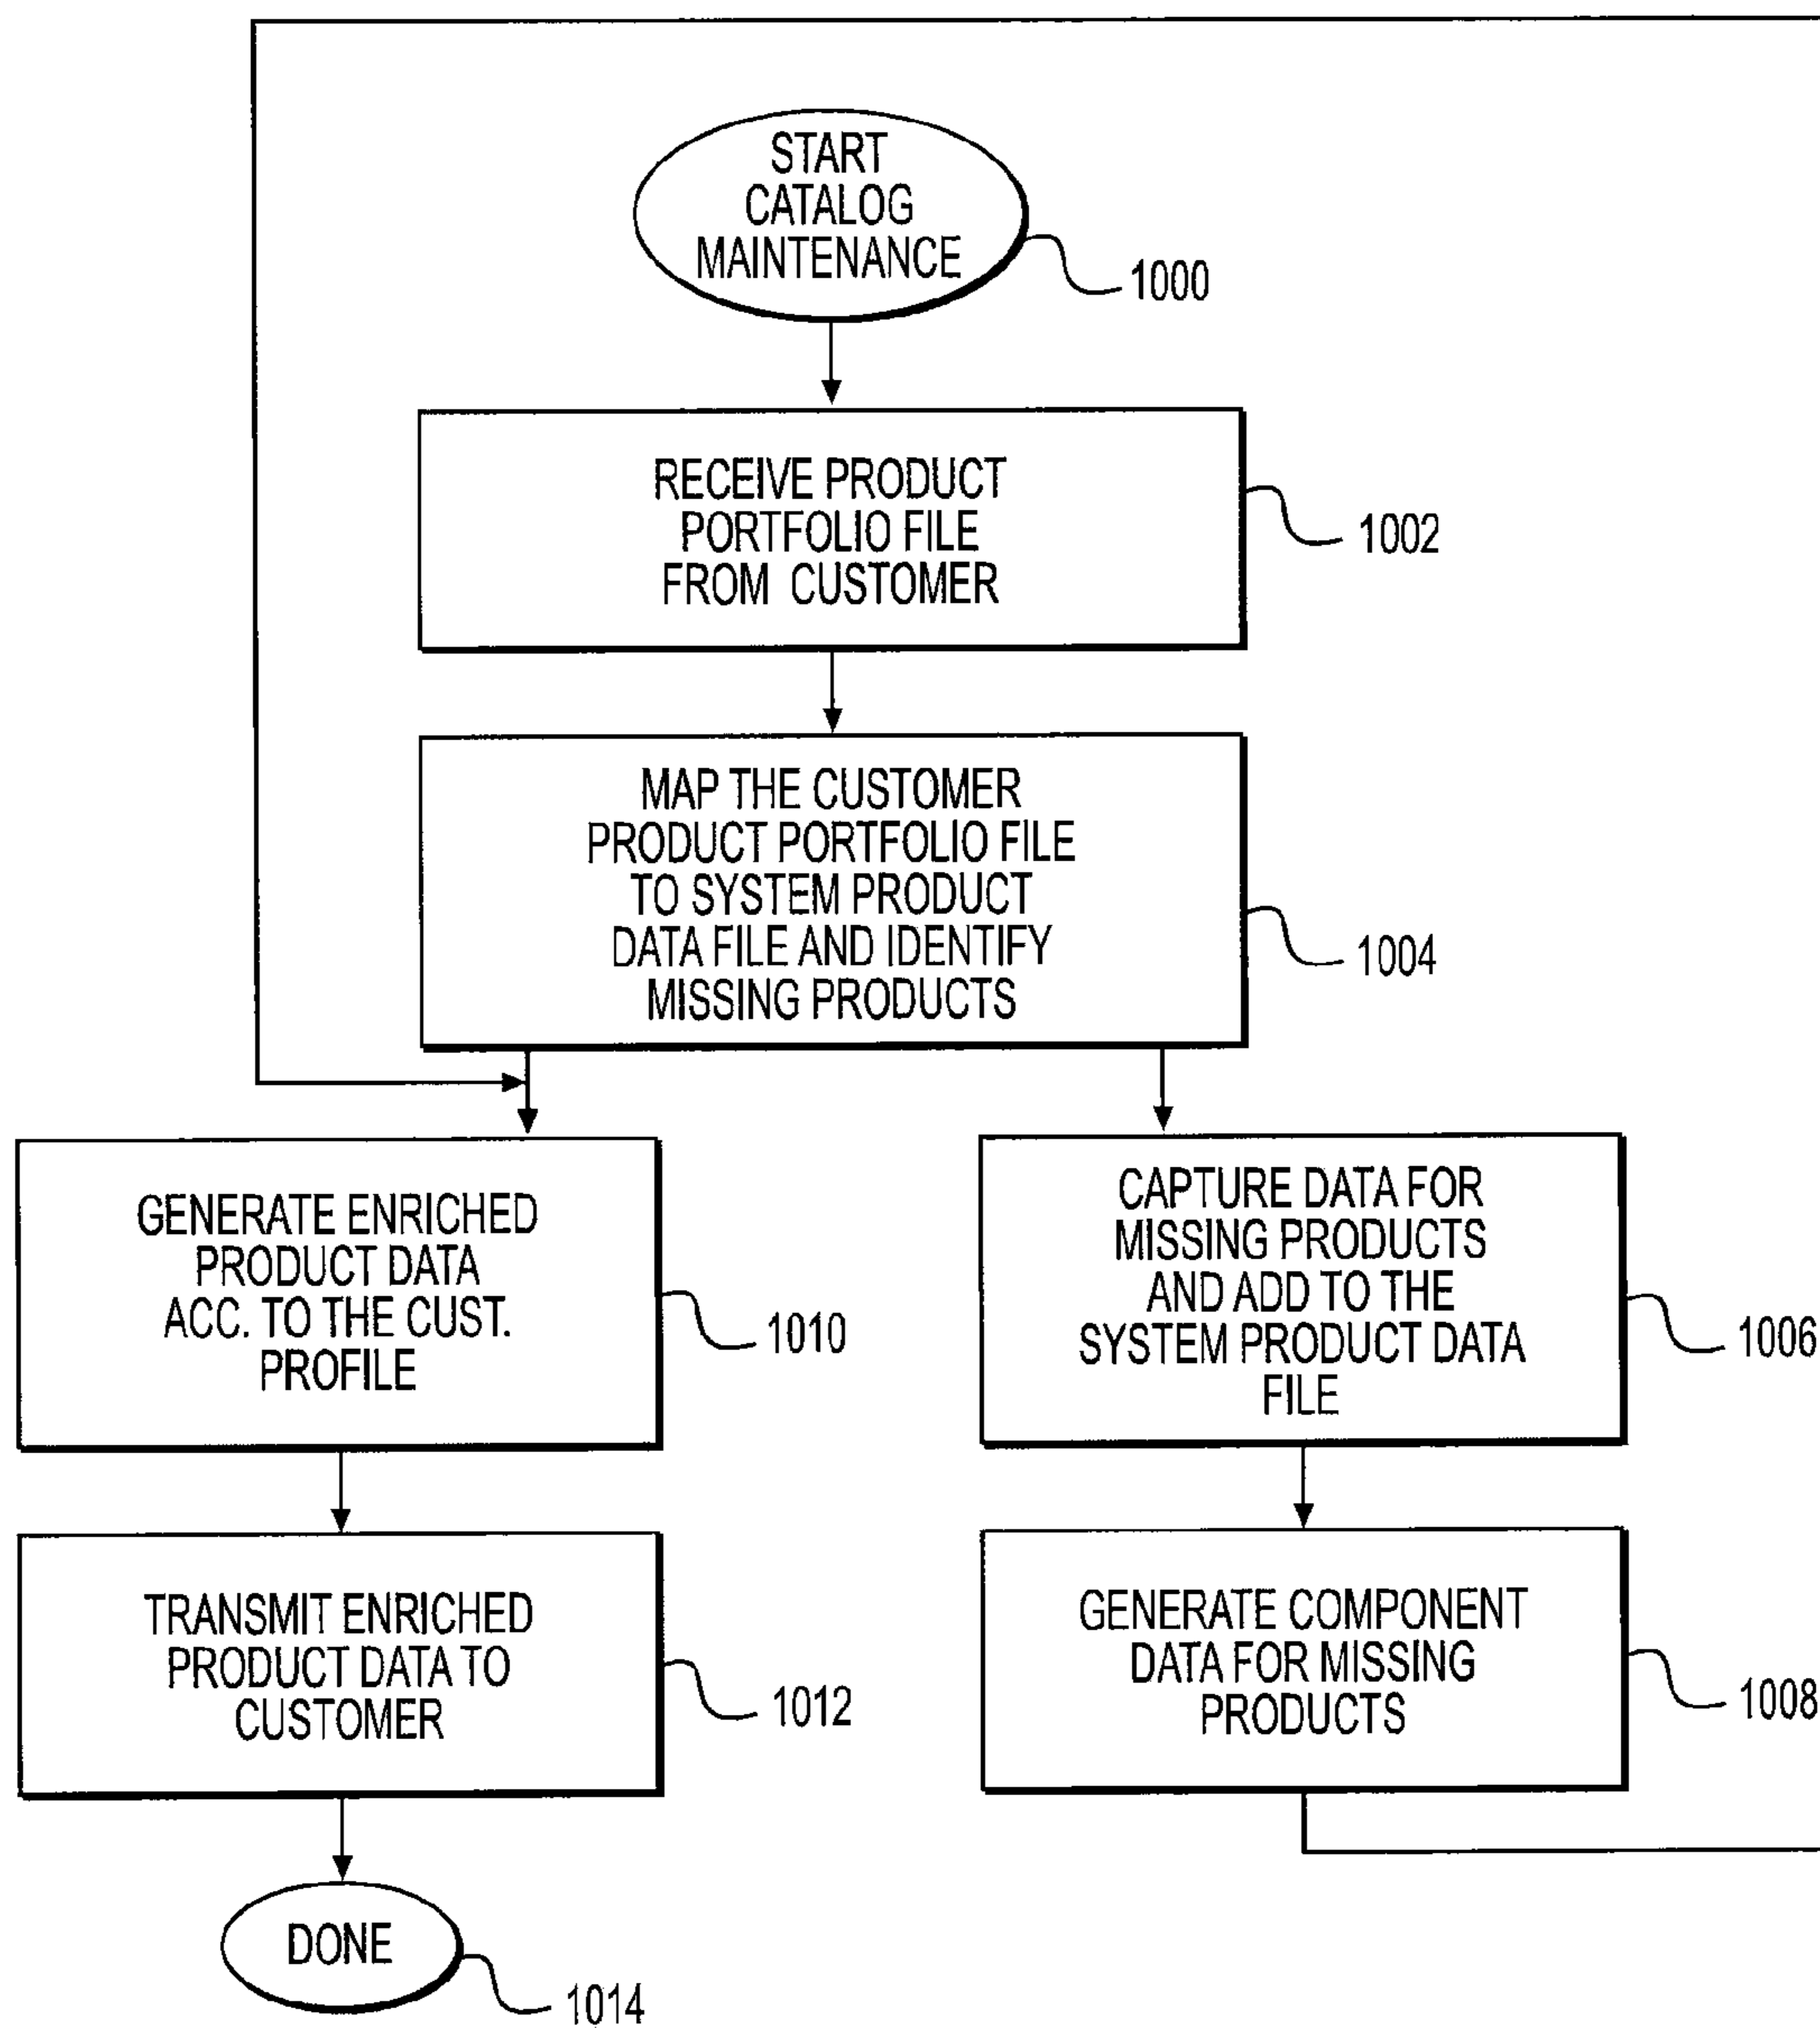 START
CATALOG
MAINTENANCE
1000
RECEIVE PRODUCT
PORTFOLIO FILE
FROM CUSTOMER
1002
MAP THE CUSTOMER
PRODUCT PORTFOLIO FILE
TO SYSTEM PRODUCT
DATA FILE AND IDENTIFY
MISSING PRODUCTS
1004
GENERATE ENRICHED
PRODUCT DATA
ACC. TO THE CUST.
PROFILE
1010
CAPTURE DATA FOR
MISSING PRODUCTS
AND ADD TO THE
SYSTEM PRODUCT DATA
FILE
1006
TRANSMIT ENRICHED
PRODUCT DATA TO
CUSTOMER
1012
GENERATE COMPONENT
DATA FOR MISSING
PRODUCTS
1008
DONE
1014